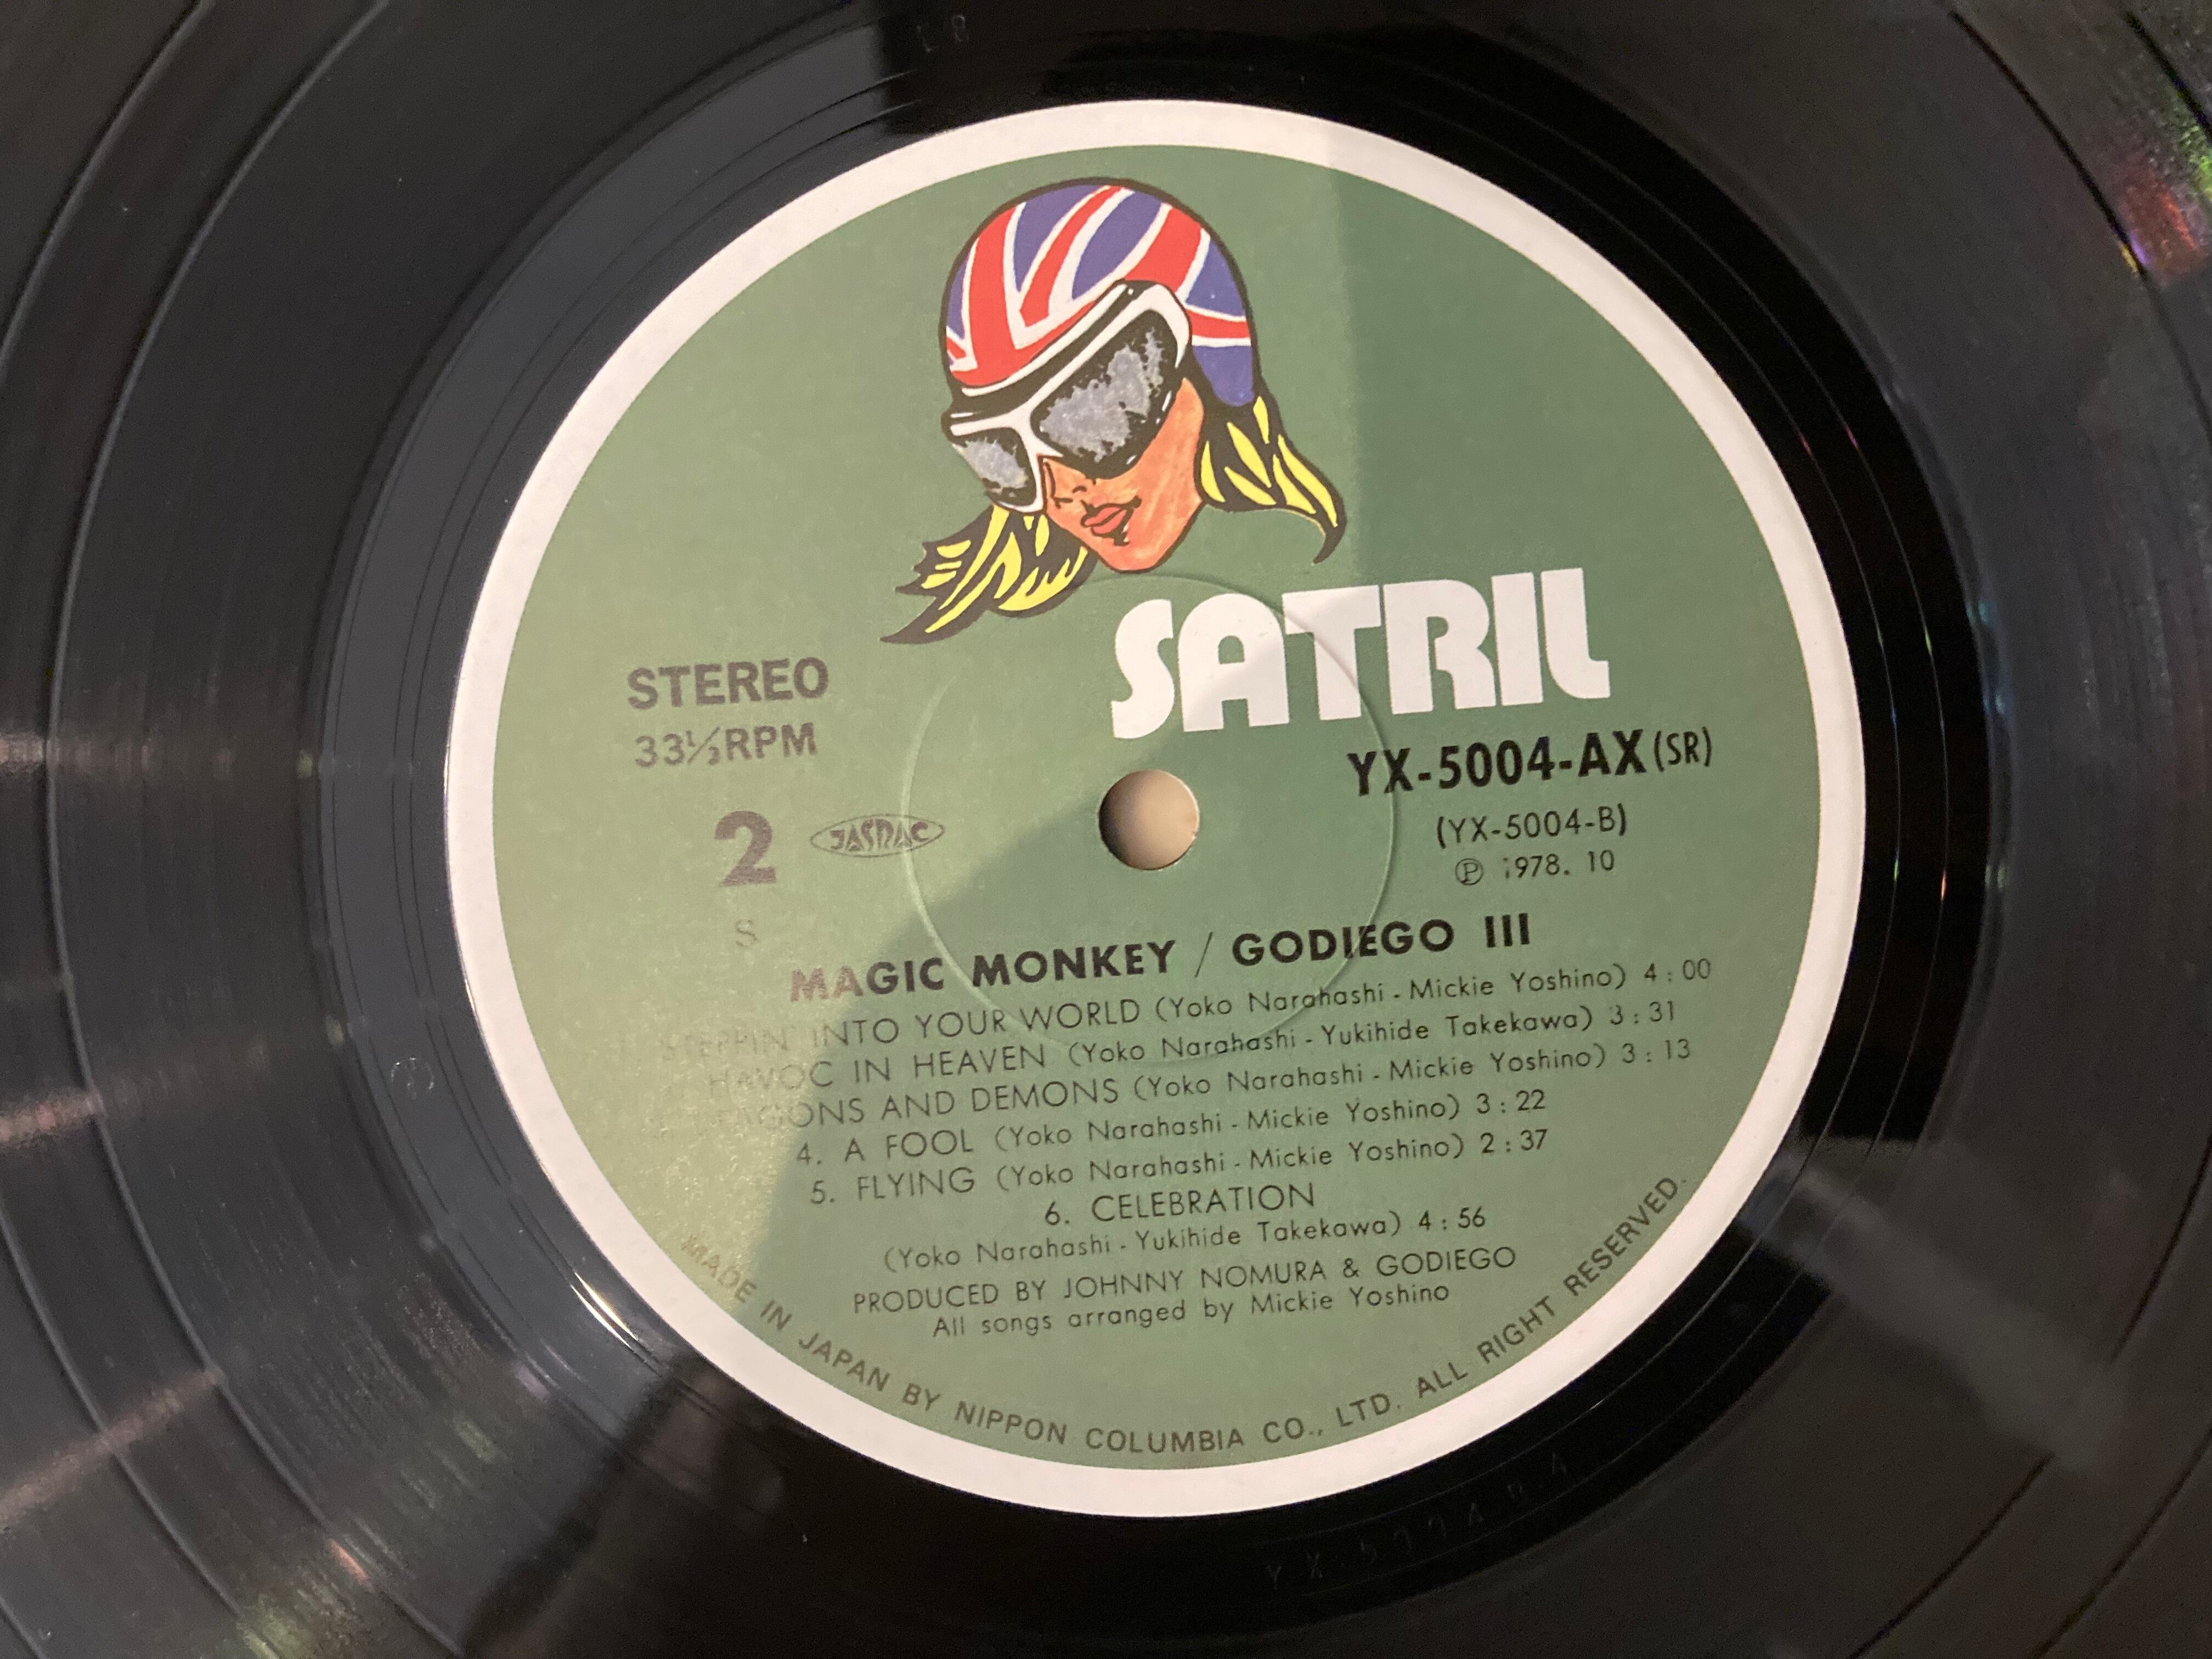 SATRIL
STEREO
33⅓RPM
YX-5004-AX(SR)
2
JASRAC
(YX-5004-B)
Ⓟ 1978. 10
S
MAGIC MONKEY / GODIEGO III
STEPPIN' INTO YOUR WORLD (Yoko Narahashi - Mickie Yoshino) 4:00
HAVOC IN HEAVEN (Yoko Narahashi - Yukihide Takekawa) 3:31
AND DEMONS (Yoko Narahashi - Mickie Yoshino) 3:13
4. A FOOL (Yoko Narahashi - Mickie Yoshino) 3:22
5. FLYING (Yoko Narahashi - Mickie Yoshino) 2:37
6. CELEBRATION
(Yoko Narahashi - Yukihide Takekawa) 4:56
PRODUCED BY JOHNNY NOMURA & GODIEGO
All songs arranged by Mickie Yoshino
MADE IN JAPAN BY NIPPON COLUMBIA CO., LTD. ALL RIGHT RESERVED.